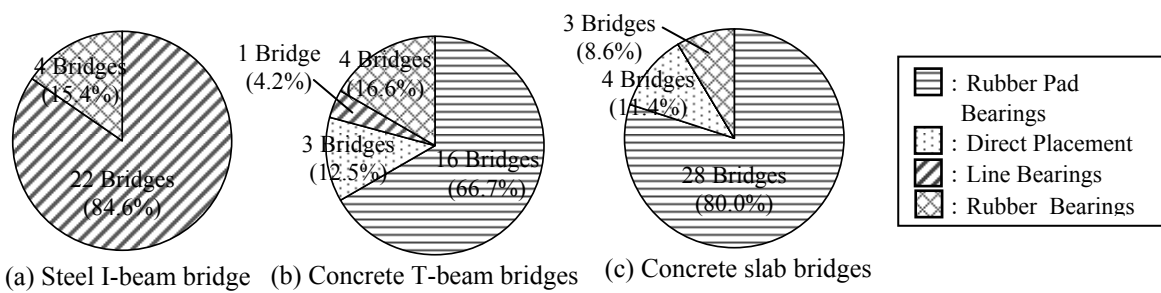 4 Bridges
(15.4%)
22 Bridges
(84.6%)
(a) Steel I-beam bridge
1 Bridge
(4.2%)
4 Bridges
(16.6%)
3 Bridges
(12.5%)
16 Bridges
(66.7%)
(b) Concrete T-beam bridges
3 Bridges
(8.6%)
4 Bridges
(11.4%)
28 Bridges
(80.0%)
(c) Concrete slab bridges
: Rubber Pad
Bearings
: Direct Placement
: Line Bearings
: Rubber Bearings